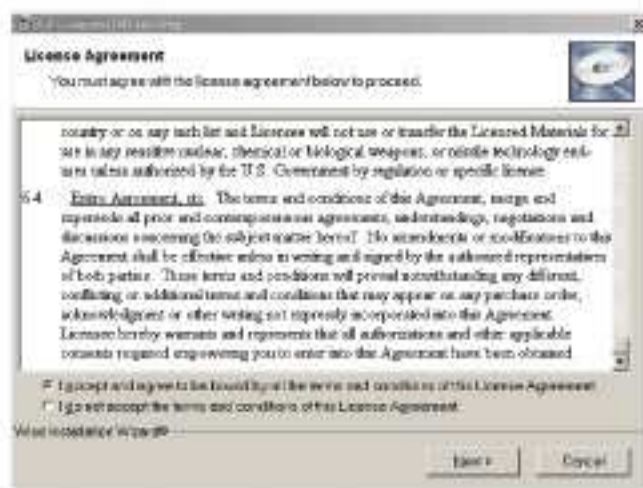 License Agreement
You must agree with the license agreement below to proceed.
country or on any such list and Licensee will not use or transfer the Licensed Materials for
use in any sensitive nuclear, chemical or biological weapons, or missile technology end-
uses unless authorized by the U.S. Government by regulation or specific license.
6.4 Entire Agreement, etc. The terms and conditions of this Agreement, merge and
supersede all prior and contemporaneous agreements, understandings, negotiations and
discussions concerning the subject matter hereof. No amendments or modifications to this
Agreement shall be effective unless in writing and signed by the authorized representatives
of both parties. These terms and conditions will prevail notwithstanding any different,
conflicting or additional terms and conditions that may appear on any purchase order,
acknowledgment or other writing not expressly incorporated into this Agreement.
Licensee hereby warrants and represents that all authorizations and other applicable
consents required empowering you to enter into this Agreement have been obtained.
I accept and agree to be bound by all the terms and conditions of this License Agreement
I do not accept the terms and conditions of this License Agreement
Wise Installation Wizard®
Next >
Cancel